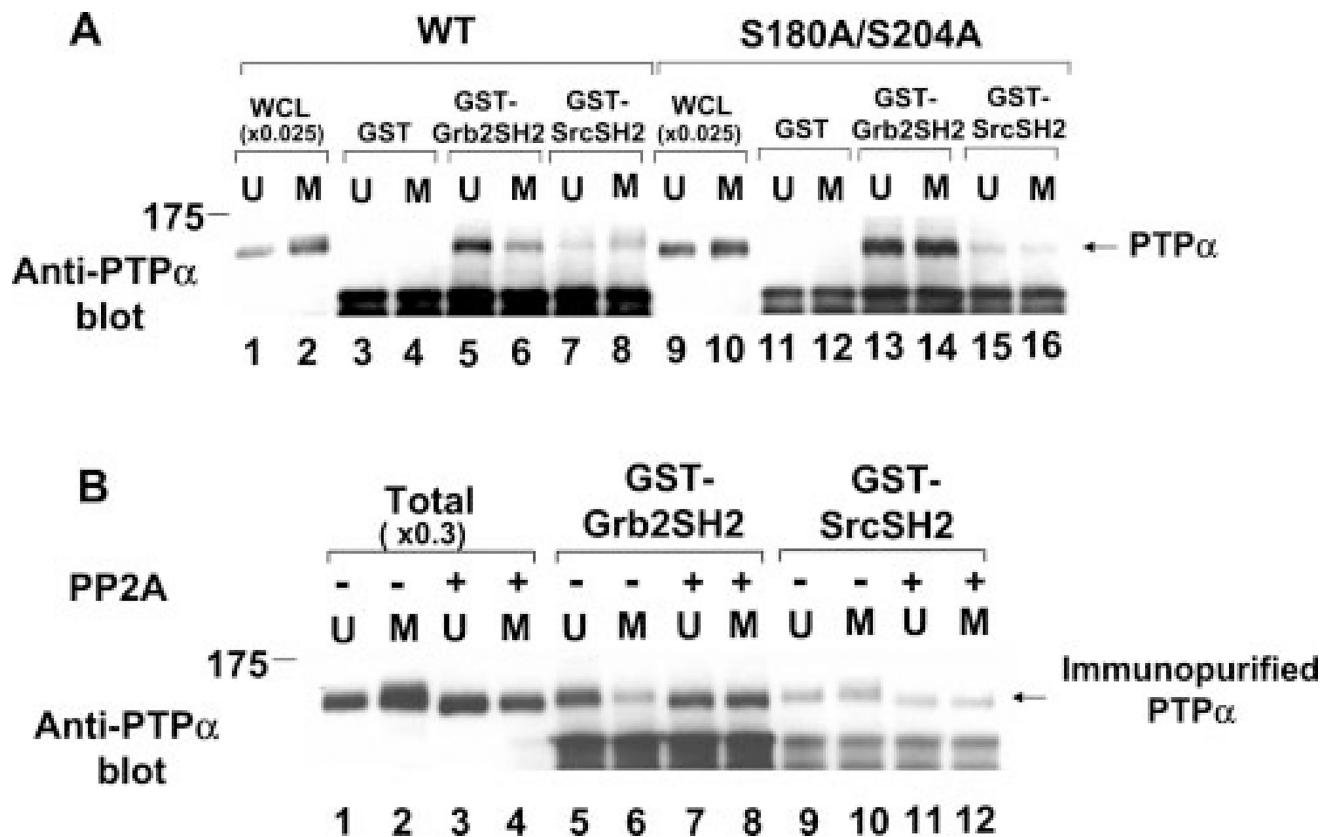 A
WT
S180A/S204A
WCL
(x0.025)
GST
GST-
Grb2SH2
GST-
SrcSH2
WCL
(x0.025)
GST
GST-
Grb2SH2
GST-
SrcSH2
U M U M U M U M U M U M U M U M
175
Anti-PTPα
blot
PTPα
1 2 3 4 5 6 7 8 9 10 11 12 13 14 15 16
B
Total
( x0.3)
GST-
Grb2SH2
GST-
SrcSH2
PP2A - - + + - - + + - - + +
U M U M U M U M U M U M
175
Anti-PTPα
blot
Immunopurified
PTPα
1 2 3 4 5 6 7 8 9 10 11 12